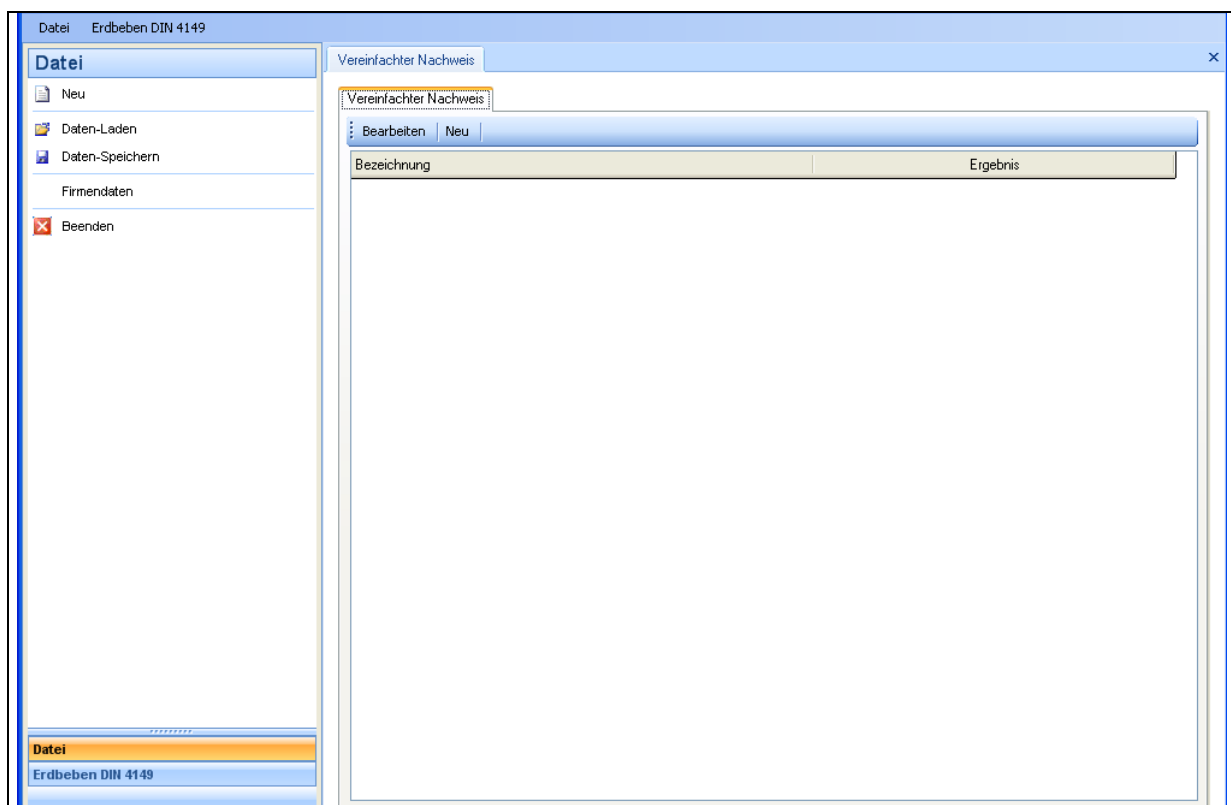 Datei Erdbeben DIN 4149
Datei
Neu
Daten-Laden
Daten-Speichern
Firmendaten
Beenden
Datei
Erdbeben DIN 4149
Vereinfachter Nachweis
Vereinfachter Nachweis
Bearbeiten Neu
Bezeichnung Ergebnis